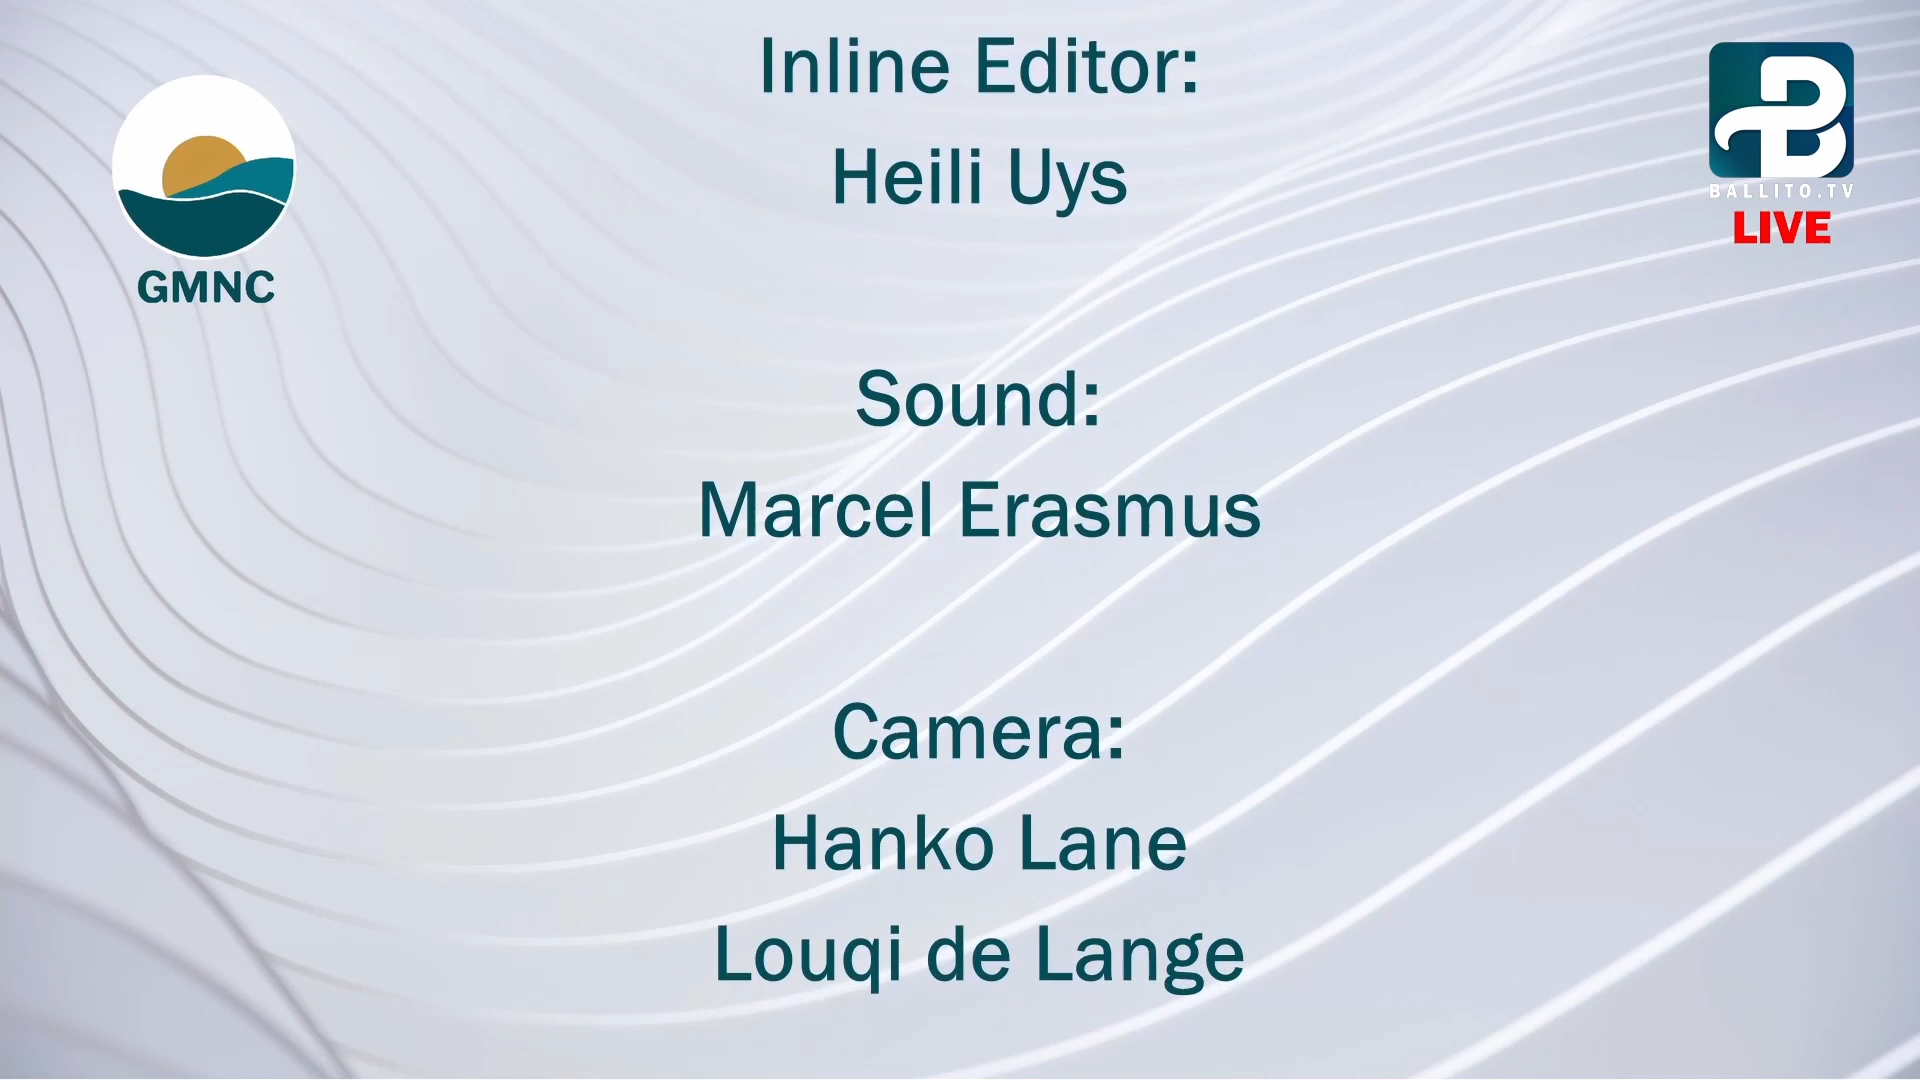 Inline Editor:
Heili Uys
GMNC
BALLITO.TV
LIVE
Sound:
Marcel Erasmus
Camera:
Hanko Lane
Louqi de Lange